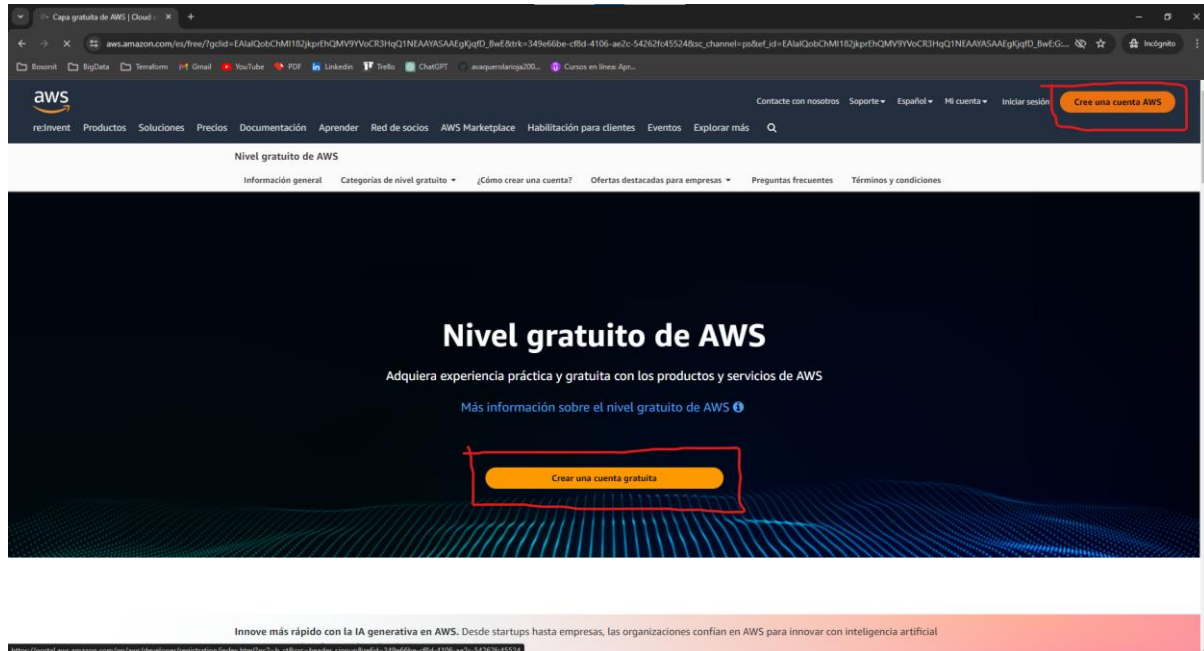 Capa gratuita de AWS | Cloud
aws.amazon.com/es/free/?gclid=EAIaIQobChMI182jkprEhQMV9YVoCR3HqQ1NEAAYASAAEgKjqfD_BwE&trk=349e66be-cf8d-4106-ae2c-54262fc45524&sc_channel=ps&ef_id=EAIaIQobChMI182jkprEhQMV9YVoCR3HqQ1NEAAYASAAEgKjqfD_BwE:G:... Incógnito
Bosonit BigData Terraform Gmail YouTube PDF Linkedin Trello ChatGPT avaquerolarioja200... Cursos en línea: Apr...
aws
Contacte con nosotros Soporte Español Mi cuenta Iniciar sesión Cree una cuenta AWS
re:Invent Productos Soluciones Precios Documentación Aprender Red de socios AWS Marketplace Habilitación para clientes Eventos Explorar más
Nivel gratuito de AWS
Información general Categorías de nivel gratuito ¿Cómo crear una cuenta? Ofertas destacadas para empresas Preguntas frecuentes Términos y condiciones
Nivel gratuito de AWS
Adquiera experiencia práctica y gratuita con los productos y servicios de AWS
Más información sobre el nivel gratuito de AWS
Crear una cuenta gratuita
Innove más rápido con la IA generativa en AWS. Desde startups hasta empresas, las organizaciones confían en AWS para innovar con inteligencia artificial